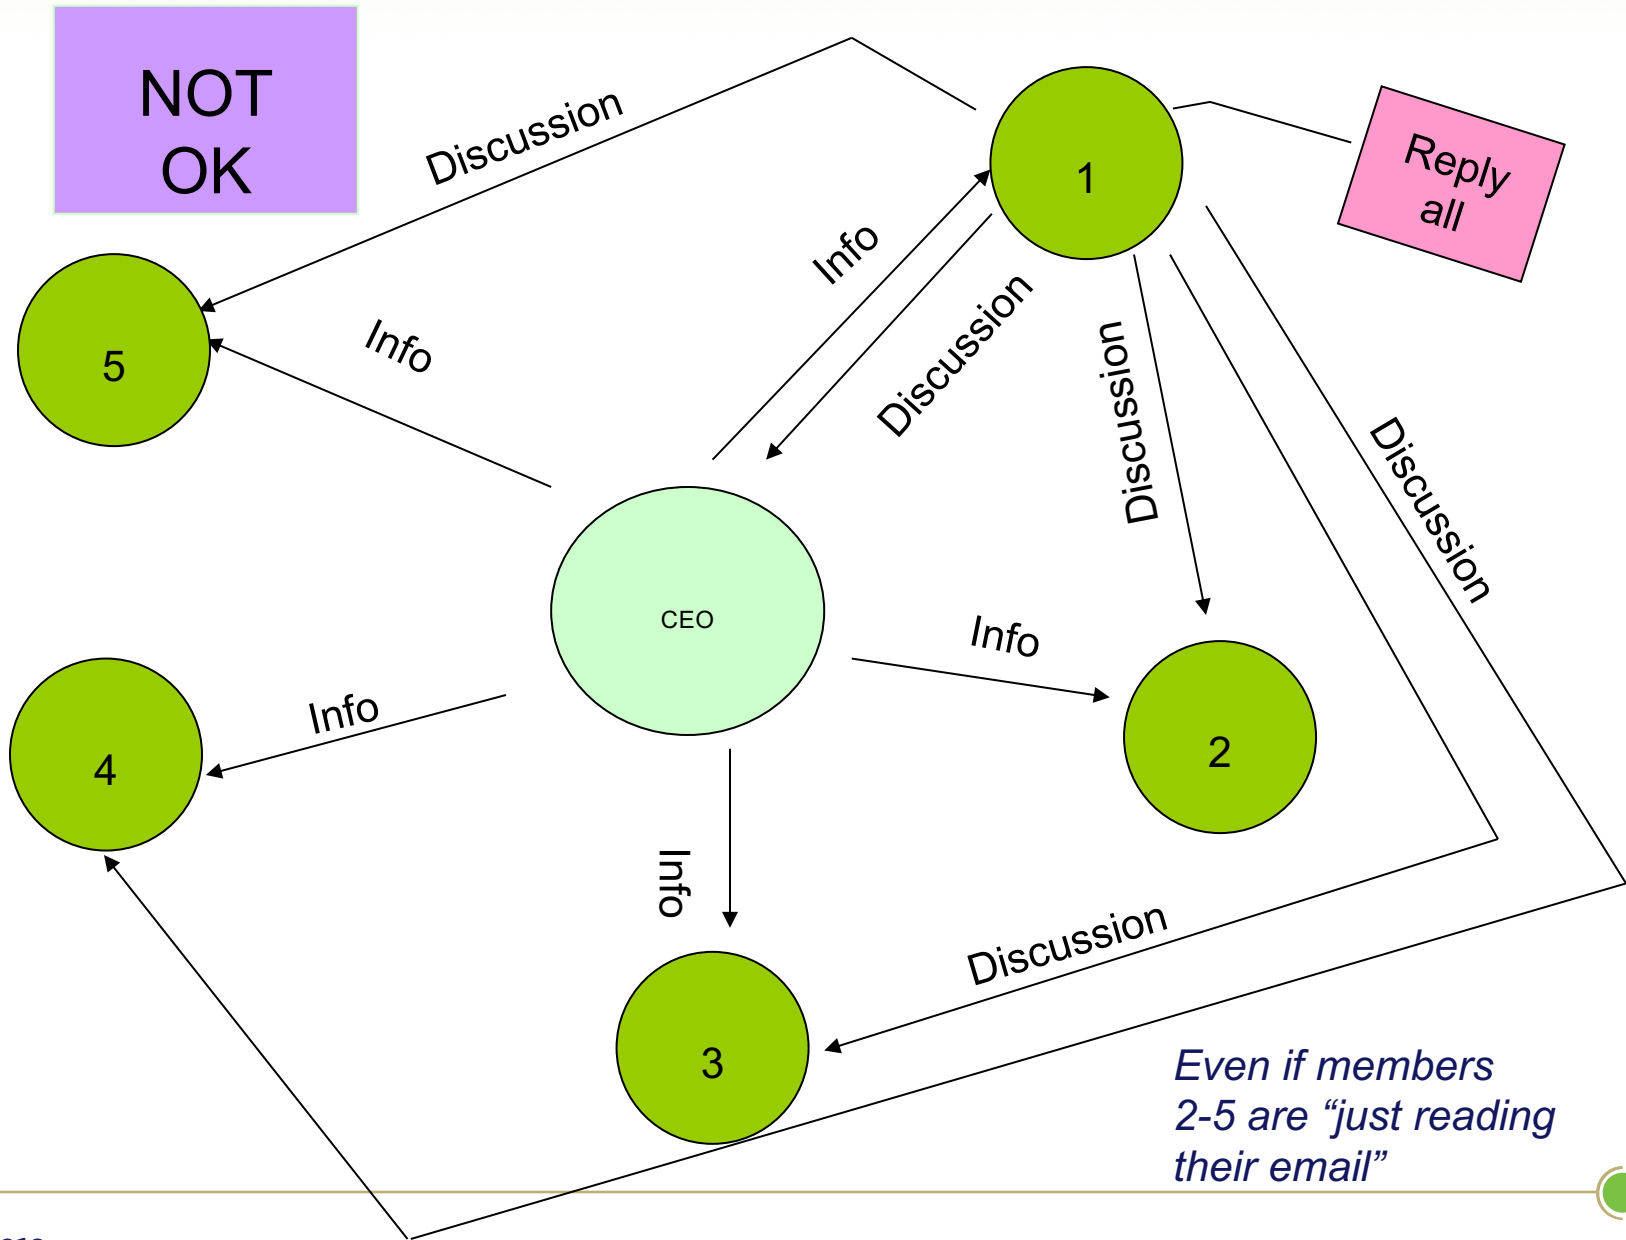 NOT
OK
Discussion
Reply
all
1
Info
Discussion
Info
5
Discussion
Discussion
CEO
Info
2
Info
4
Info
Discussion
3
Even if members
2-5 are “just reading
their email”